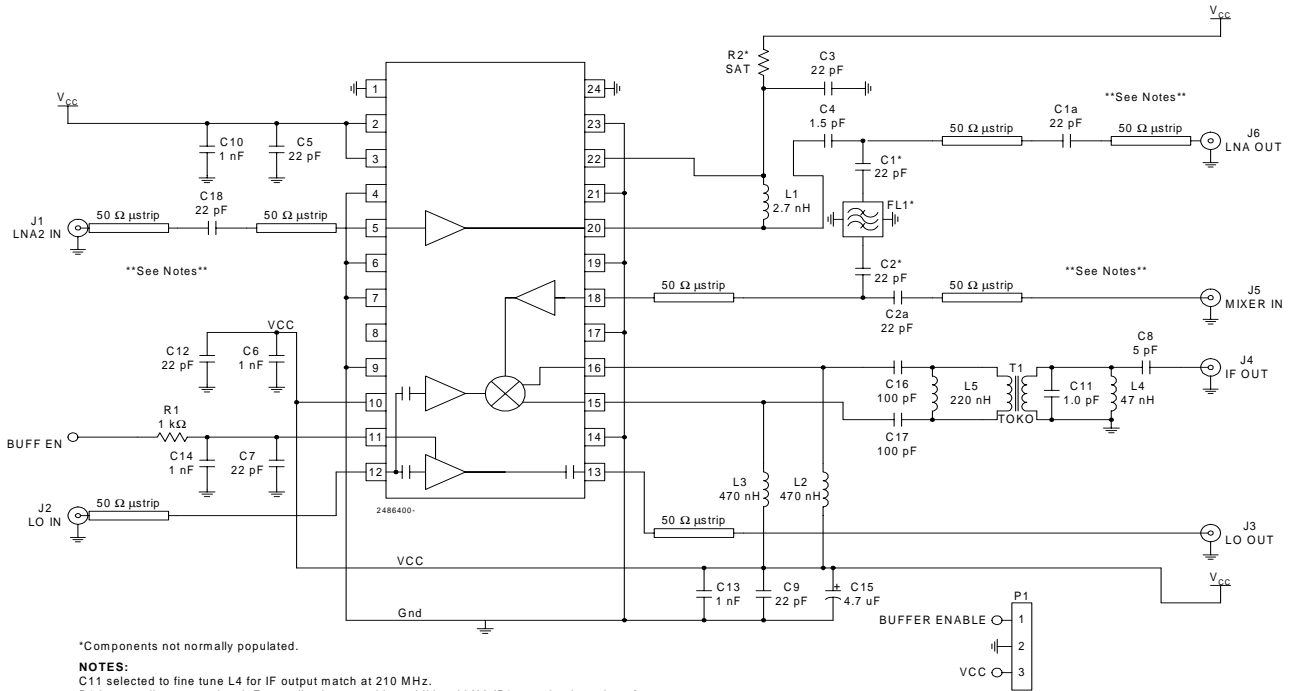 VCC
R2*
SAT
C3
22 pF
C4
1.5 pF
**See Notes**
C1a
22 pF
50 Ω µstrip
50 Ω µstrip
J6
LNA OUT
C1*
22 pF
L1
2.7 nH
FL1*
C2*
22 pF
**See Notes**
50 Ω µstrip
50 Ω µstrip
C2a
22 pF
J5
MIXER IN
C8
5 pF
J4
IF OUT
C16
100 pF
L5
220 nH
T1
TOKO
C11
1.0 pF
L4
47 nH
C17
100 pF
L3
470 nH
L2
470 nH
50 Ω µstrip
J3
LO OUT
VCC
VCC
C10
1 nF
C5
22 pF
C18
22 pF
J1
LNA2 IN
50 Ω µstrip
50 Ω µstrip
**See Notes**
VCC
C12
22 pF
C6
1 nF
R1
1 kΩ
BUFF EN
C14
1 nF
C7
22 pF
J2
LO IN
50 Ω µstrip
1
2
3
4
5
6
7
8
9
10
11
12
24
23
22
21
20
19
18
17
16
15
14
13
2486400-
VCC
Gnd
C13
1 nF
C9
22 pF
C15
4.7 uF
+
P1
BUFFER ENABLE
1
2
VCC
3
*Components not normally populated.
NOTES:
C11 selected to fine tune L4 for IF output match at 210 MHz.